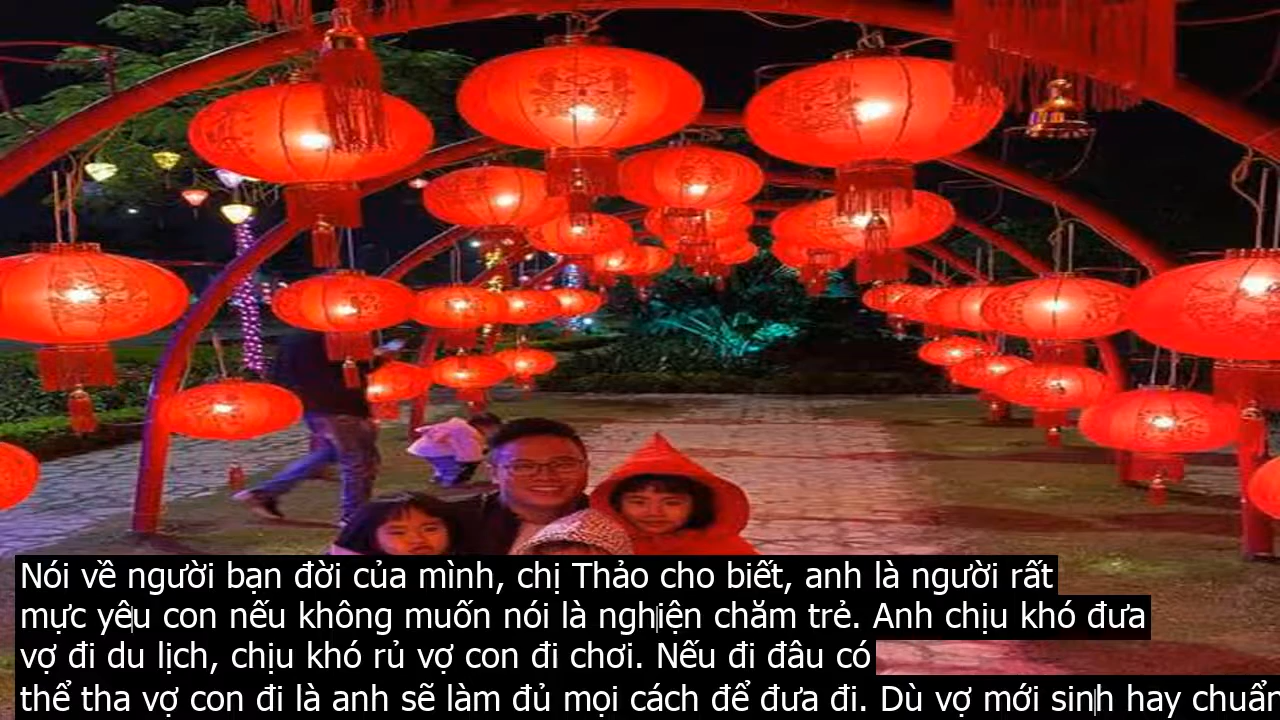 Nói về người bạn đời của mình, chị Thảo cho biết, anh là người rất
mực yêu con nếu không muốn nói là nghiện chăm trẻ. Anh chịu khó đưa
vợ đi du lịch, chịu khó rủ vợ con đi chơi. Nếu đi đâu có
thể tha vợ con đi là anh sẽ làm đủ mọi cách để đưa đi. Dù vợ mới sinh hay chuẩn